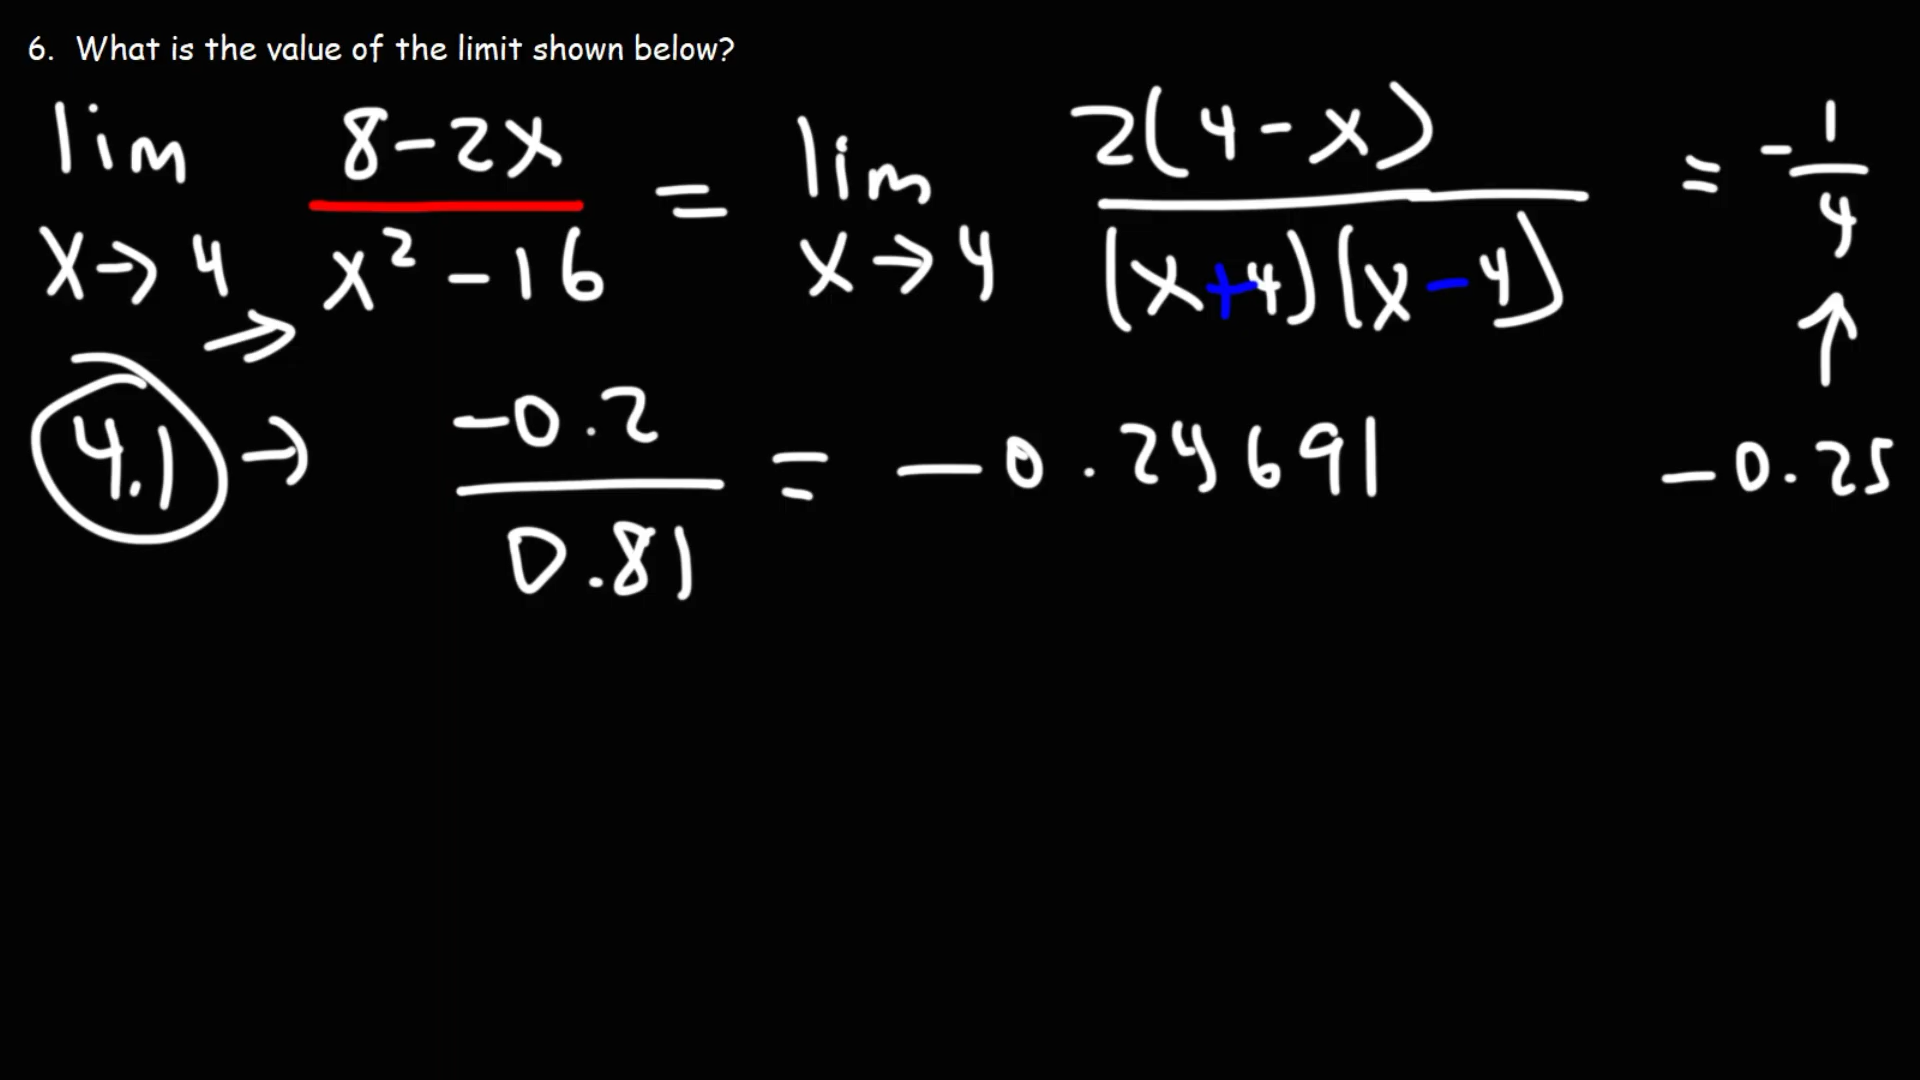 6. What is the value of the limit shown below?
lim x→4 (8-2x)/(x²-16) = lim x→4 2(4-x)/((x+4)(x-4)) = -1/4
⇒
↑
4.1 → -0.2/0.81 = -0.24691 -0.25